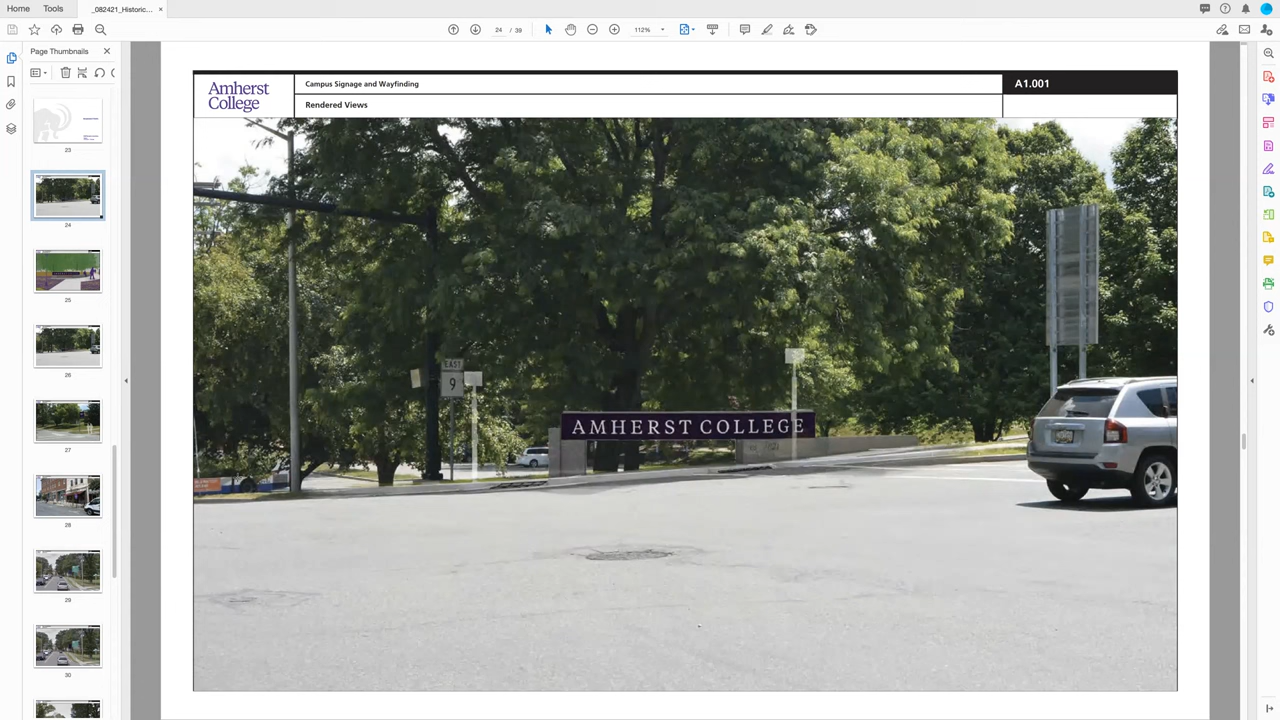 Home
Tools
_082421_Historic...
24 / 39
112%
Page Thumbnails
23
24
25
26
27
28
29
30
Amherst
College
Campus Signage and Wayfinding
Rendered Views
A1.001
EAST
9
AMHERST COLLEGE